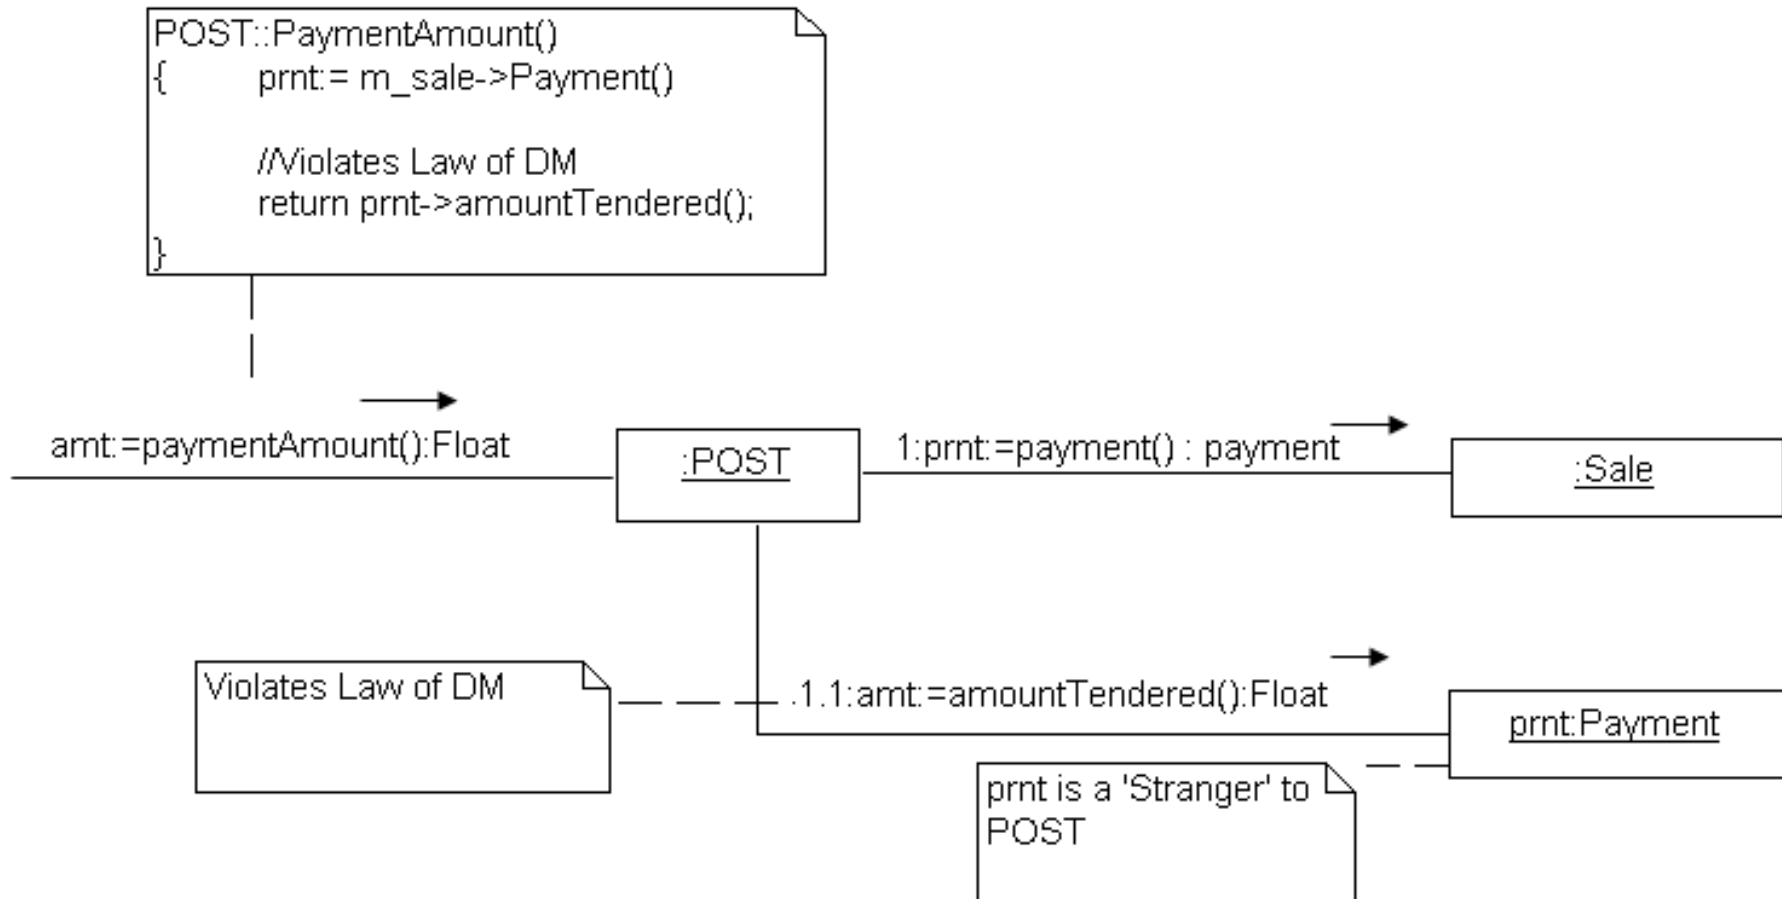 POST::PaymentAmount()
{ prnt:= m_sale->Payment()
//Violates Law of DM
return prnt->amountTendered();
}
amt:=paymentAmount():Float
:POST
1:prnt:=payment() : payment
:Sale
Violates Law of DM
1.1:amt:=amountTendered():Float
prnt:Payment
prnt is a 'Stranger' to
POST